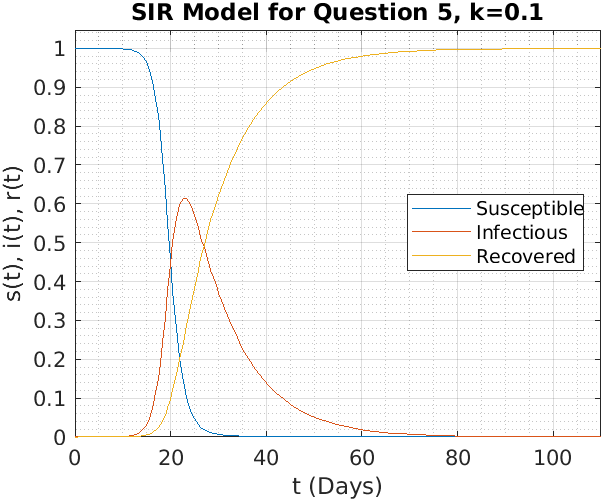 SIR Model for Question 5, k=0.1
s(t), i(t), r(t)
1
0.9
0.8
0.7
0.6
0.5
0.4
0.3
0.2
0.1
0
Susceptible
Infectious
Recovered
0 20 40 60 80 100
t (Days)